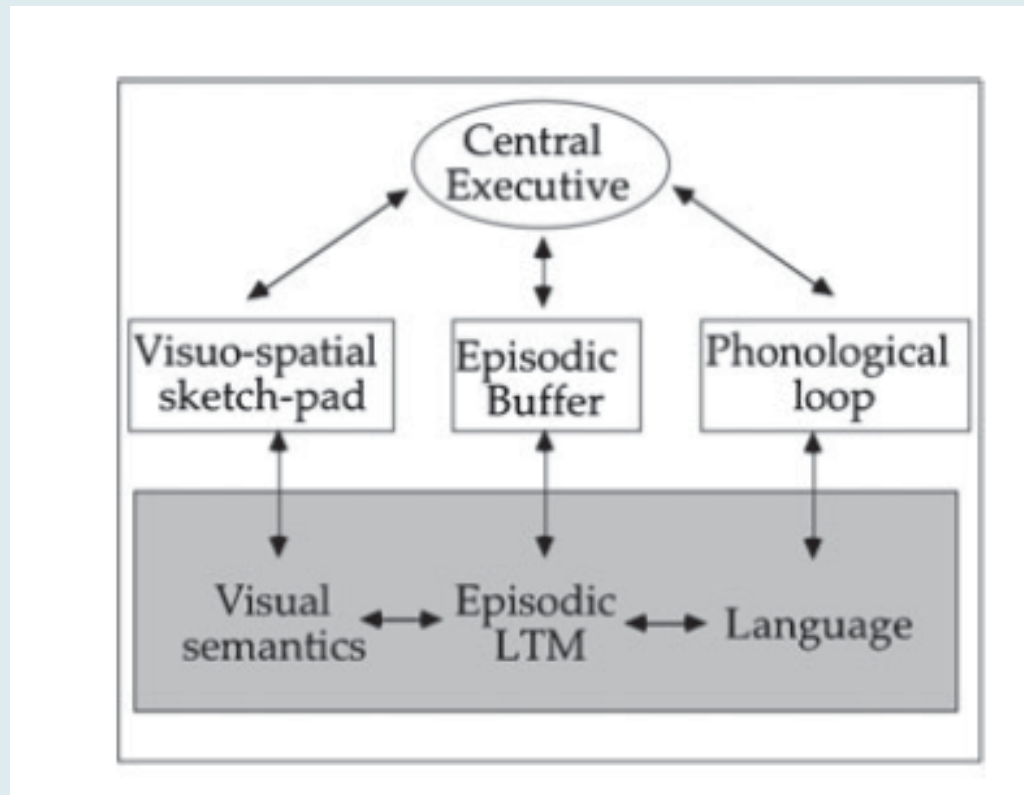 Central
Executive
Visuo-spatial
sketch-pad
Episodic
Buffer
Phonological
loop
Visual
semantics
Episodic
LTM
Language